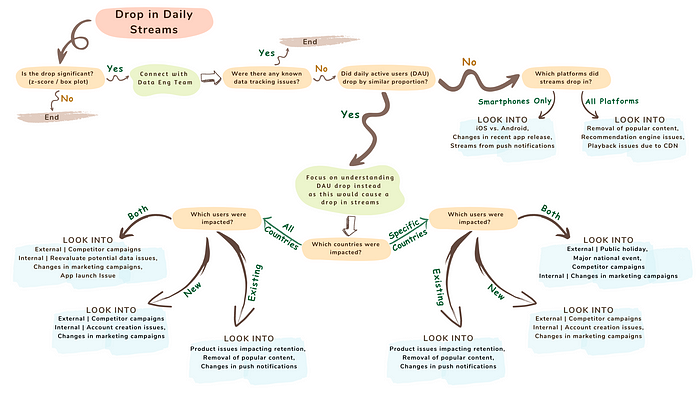 Drop in Daily
Streams
Is the drop significant?
(z-score / box plot)
Yes
No
End
Connect with
Data Eng Team
Were there any known
data tracking issues?
Yes
End
No
Did daily active users (DAU)
drop by similar proportion?
No
Which platforms did
streams drop in?
Smartphones Only
All Platforms
LOOK INTO
iOS vs. Android,
Changes in recent app release,
Streams from push notifications
LOOK INTO
Removal of popular content,
Recommendation engine issues,
Playback issues due to CDN
Yes
Focus on understanding
DAU drop instead
as this would cause a
drop in streams
Which countries were
impacted?
All
Countries
Specific
Countries
Which users were
impacted?
Both
New
Existing
LOOK INTO
External | Competitor campaigns
Internal | Reevaluate potential data issues,
Changes in marketing campaigns,
App launch Issue
LOOK INTO
External | Competitor campaigns
Internal | Account creation issues,
Changes in marketing campaigns
LOOK INTO
Product issues impacting retention,
Removal of popular content,
Changes in push notifications
Which users were
impacted?
Both
New
Existing
LOOK INTO
External | Public holiday,
Major national event,
Competitor campaigns
Internal | Changes in marketing campaigns
LOOK INTO
External | Competitor campaigns
Internal | Account creation issues,
Changes in marketing campaigns
LOOK INTO
Product issues impacting retention,
Removal of popular content,
Changes in push notifications